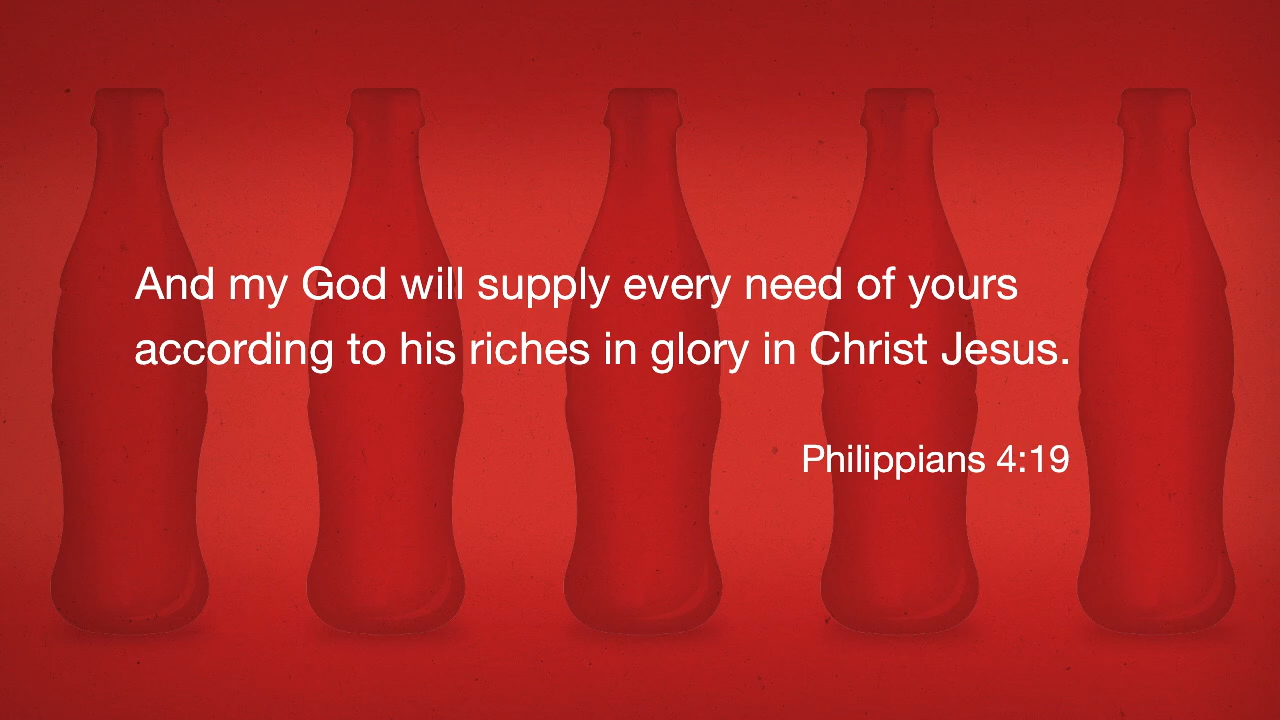 And my God will supply every need of yours
according to his riches in glory in Christ Jesus.
Philippians 4:19